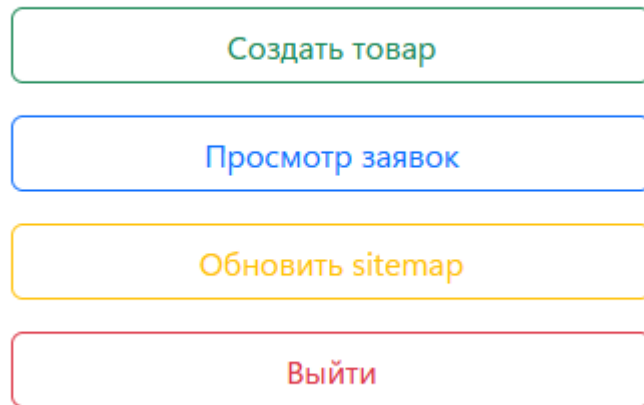 Создать товар
Просмотр заявок
Обновить sitemap
Выйти